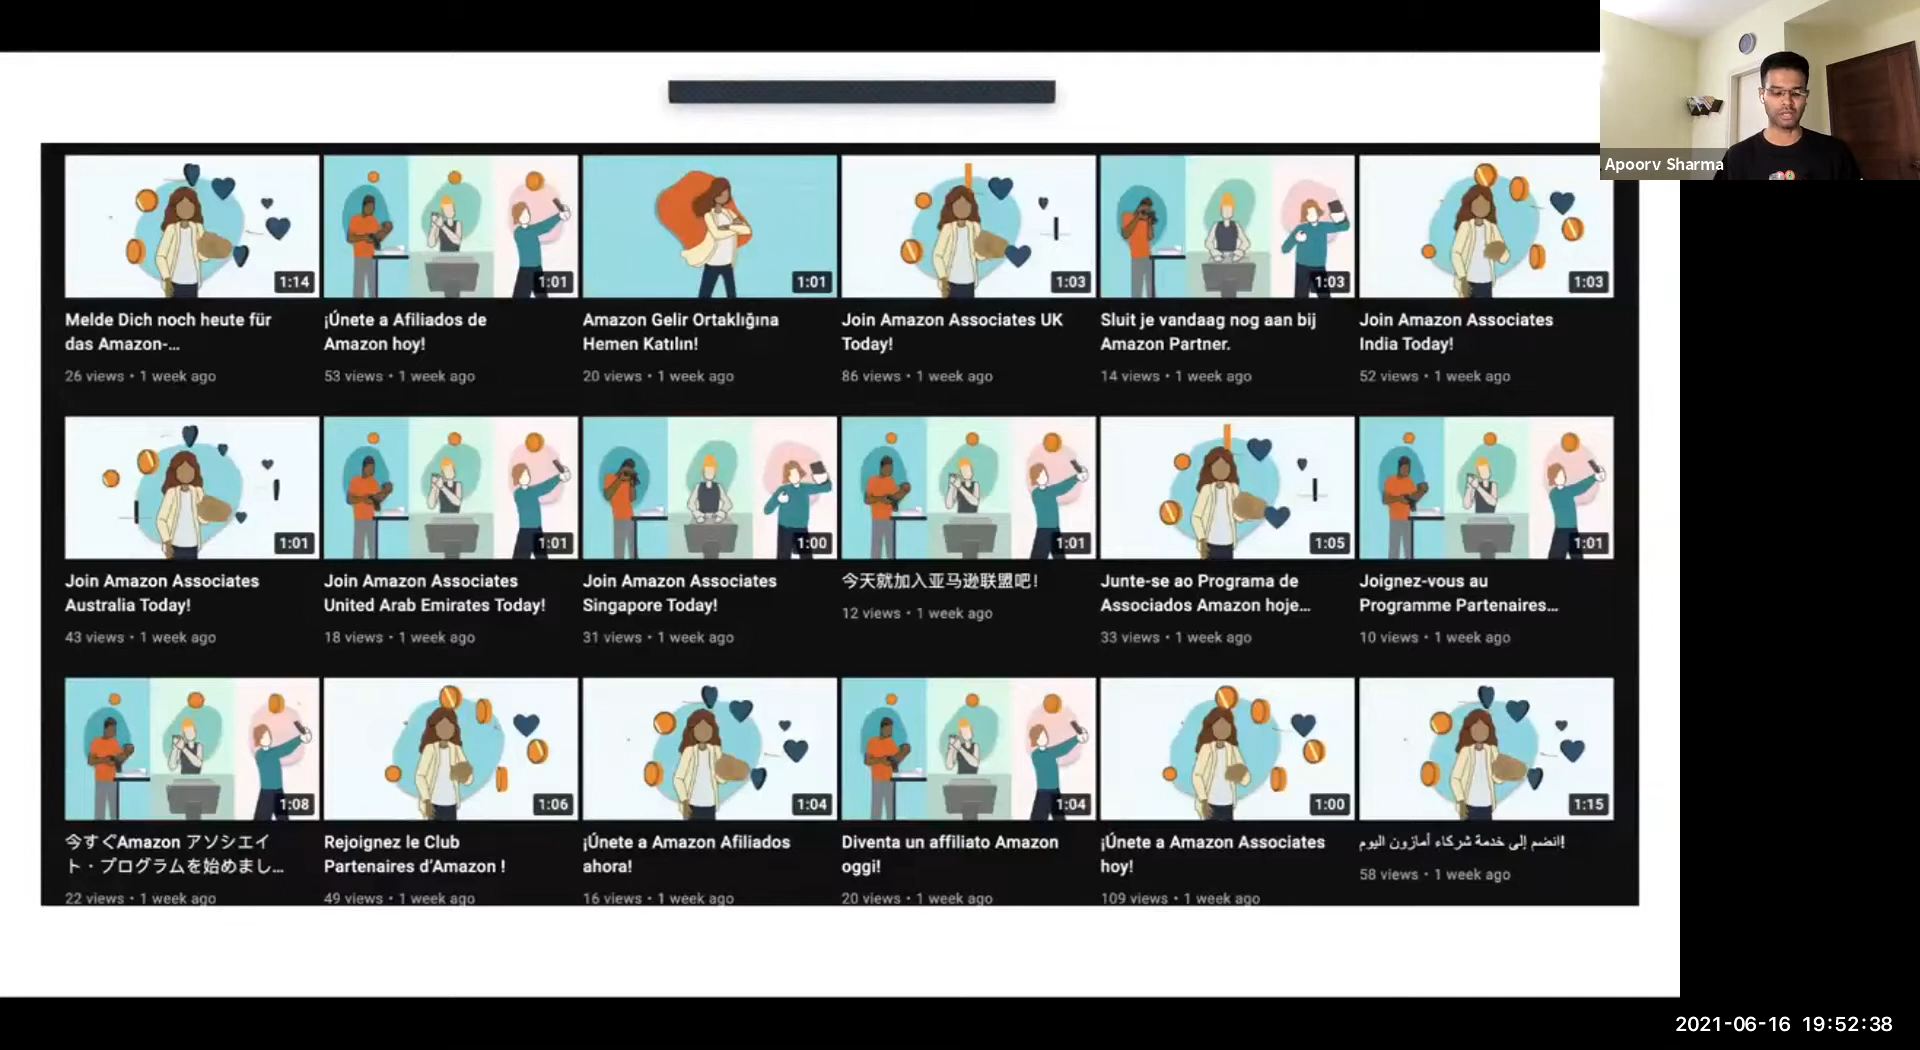 Apoorv Sharma
1:14
1:01
1:01
1:03
1:03
1:03
Melde Dich noch heute für
das Amazon-...
26 views • 1 week ago
¡Únete a Afiliados de
Amazon hoy!
53 views • 1 week ago
Amazon Gelir Ortaklığına
Hemen Katılın!
20 views • 1 week ago
Join Amazon Associates UK
Today!
86 views • 1 week ago
Sluit je vandaag nog aan bij
Amazon Partner.
14 views • 1 week ago
Join Amazon Associates
India Today!
52 views • 1 week ago
1:01
1:01
1:00
1:01
1:05
1:01
Join Amazon Associates
Australia Today!
43 views • 1 week ago
Join Amazon Associates
United Arab Emirates Today!
18 views • 1 week ago
Join Amazon Associates
Singapore Today!
31 views • 1 week ago
今天就加入亚马逊联盟吧!
12 views • 1 week ago
Junte-se ao Programa de
Associados Amazon hoje...
33 views • 1 week ago
Joignez-vous au
Programme Partenaires...
10 views • 1 week ago
1:08
1:06
1:04
1:04
1:00
1:15
今すぐAmazon アソシエイ
ト・プログラムを始めまし...
22 views • 1 week ago
Rejoignez le Club
Partenaires d'Amazon !
49 views • 1 week ago
¡Únete a Amazon Afiliados
ahora!
16 views • 1 week ago
Diventa un affiliato Amazon
oggi!
20 views • 1 week ago
¡Únete a Amazon Associates
hoy!
109 views • 1 week ago
انضم إلى خدمة شركاء أمازون اليوم!
58 views • 1 week ago
2021-06-16 19:52:38